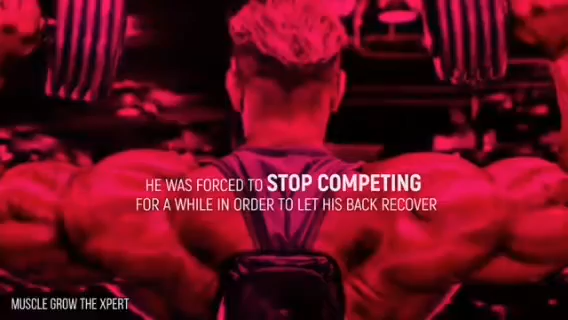 HE WAS FORCED TO STOP COMPETING
FOR A WHILE IN ORDER TO LET HIS BACK RECOVER
MUSCLE GROW THE XPERT